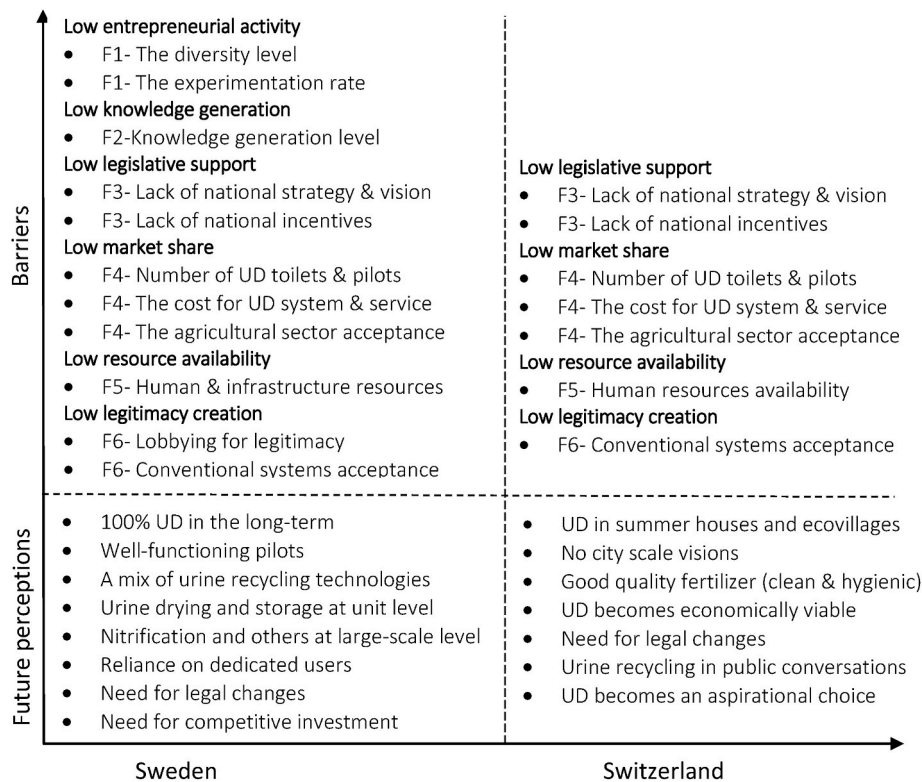 Barriers
Low entrepreneurial activity
• F1- The diversity level
• F1- The experimentation rate
Low knowledge generation
• F2-Knowledge generation level
Low legislative support
• F3- Lack of national strategy & vision
• F3- Lack of national incentives
Low market share
• F4- Number of UD toilets & pilots
• F4- The cost for UD system & service
• F4- The agricultural sector acceptance
Low resource availability
• F5- Human & infrastructure resources
Low legitimacy creation
• F6- Lobbying for legitimacy
• F6- Conventional systems acceptance
Low legislative support
• F3- Lack of national strategy & vision
• F3- Lack of national incentives
Low market share
• F4- Number of UD toilets & pilots
• F4- The cost for UD system & service
• F4- The agricultural sector acceptance
Low resource availability
• F5- Human resources availability
Low legitimacy creation
• F6- Conventional systems acceptance
Future perceptions
• 100% UD in the long-term
• Well-functioning pilots
• A mix of urine recycling technologies
• Urine drying and storage at unit level
• Nitrification and others at large-scale level
• Reliance on dedicated users
• Need for legal changes
• Need for competitive investment
• UD in summer houses and ecovillages
• No city scale visions
• Good quality fertilizer (clean & hygienic)
• UD becomes economically viable
• Need for legal changes
• Urine recycling in public conversations
• UD becomes an aspirational choice
Sweden
Switzerland